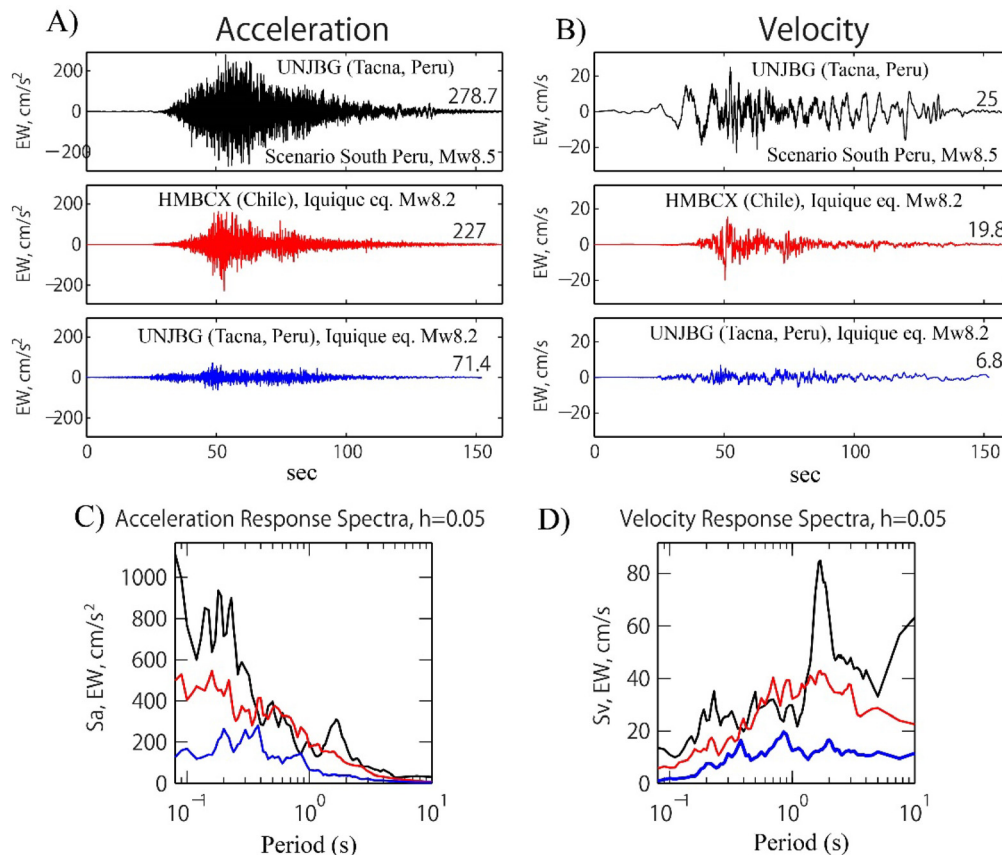 A) Acceleration
EW, cm/s²
200
0
−200
UNJBG (Tacna, Peru)
278.7
Scenario South Peru, Mw8.5
EW, cm/s²
200
0
−200
HMBCX (Chile), Iquique eq. Mw8.2
227
EW, cm/s²
200
0
−200
UNJBG (Tacna, Peru), Iquique eq. Mw8.2
71.4
0 50 100 150
sec
B) Velocity
EW, cm/s
20
0
−20
UNJBG (Tacna, Peru)
25
Scenario South Peru, Mw8.5
EW, cm/s
20
0
−20
HMBCX (Chile), Iquique eq. Mw8.2
19.8
EW, cm/s
20
0
−20
UNJBG (Tacna, Peru), Iquique eq. Mw8.2
6.8
0 50 100 150
sec
C) Acceleration Response Spectra, h=0.05
Sa, EW, cm/s²
1000
800
600
400
200
0
10⁻¹ 10⁰ 10¹
Period (s)
D) Velocity Response Spectra, h=0.05
Sv, EW, cm/s
80
60
40
20
0
10⁻¹ 10⁰ 10¹
Period (s)